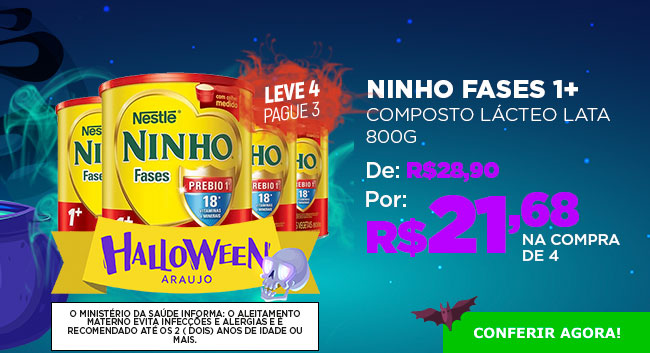 LEVE 4
PAGUE 3
NINHO FASES 1+
COMPOSTO LÁCTEO LATA
800G
De: R$28,90
Por:
R$21,68
NA COMPRA
DE 4
Nestlé
NINHO
Fases
PREBIO 1
18
VITAMINAS
MINERAIS
1+
HALLOWEEN
ARAUJO
O MINISTÉRIO DA SAÚDE INFORMA: O ALEITAMENTO
MATERNO EVITA INFECÇÕES E ALERGIAS E É
RECOMENDADO ATÉ OS 2 ( DOIS) ANOS DE IDADE OU
MAIS.
CONFERIR AGORA!